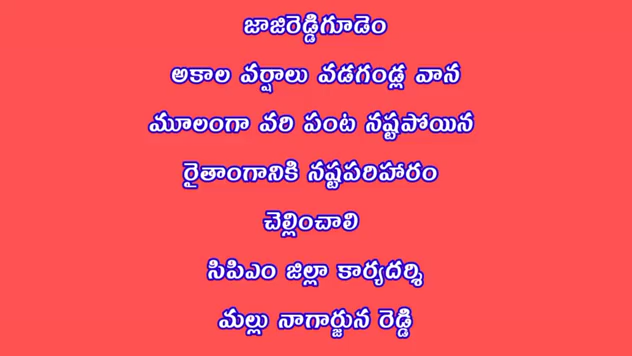 జాజిరెడ్డిగూడెం
అకాల వర్షాలు వడగండ్ల వాన
మూలంగా వరి పంట నష్టపోయిన
రైతాంగానికి నష్టపరిహారం
చెల్లించాలి
సిపిఎం జిల్లా కార్యదర్శి
మల్లు నాగార్జున రెడ్డి